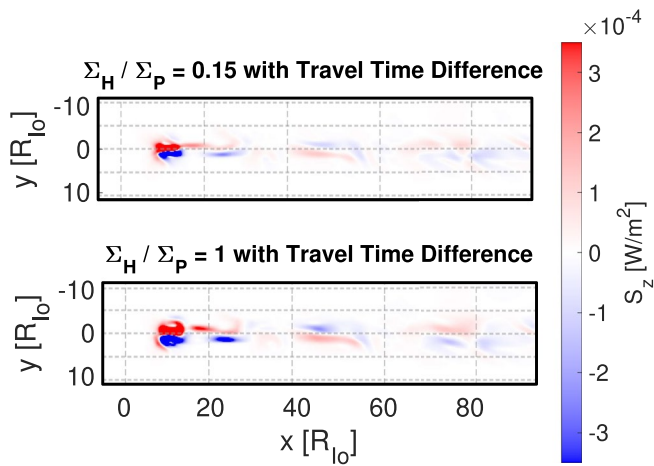 ×10⁻⁴
Σ_H / Σ_P = 0.15 with Travel Time Difference
-10
0
10
y [R_Io]
Σ_H / Σ_P = 1 with Travel Time Difference
-10
0
10
y [R_Io]
0 20 40 60 80
x [R_Io]
3
2
1
0
-1
-2
-3
S_z [W/m²]